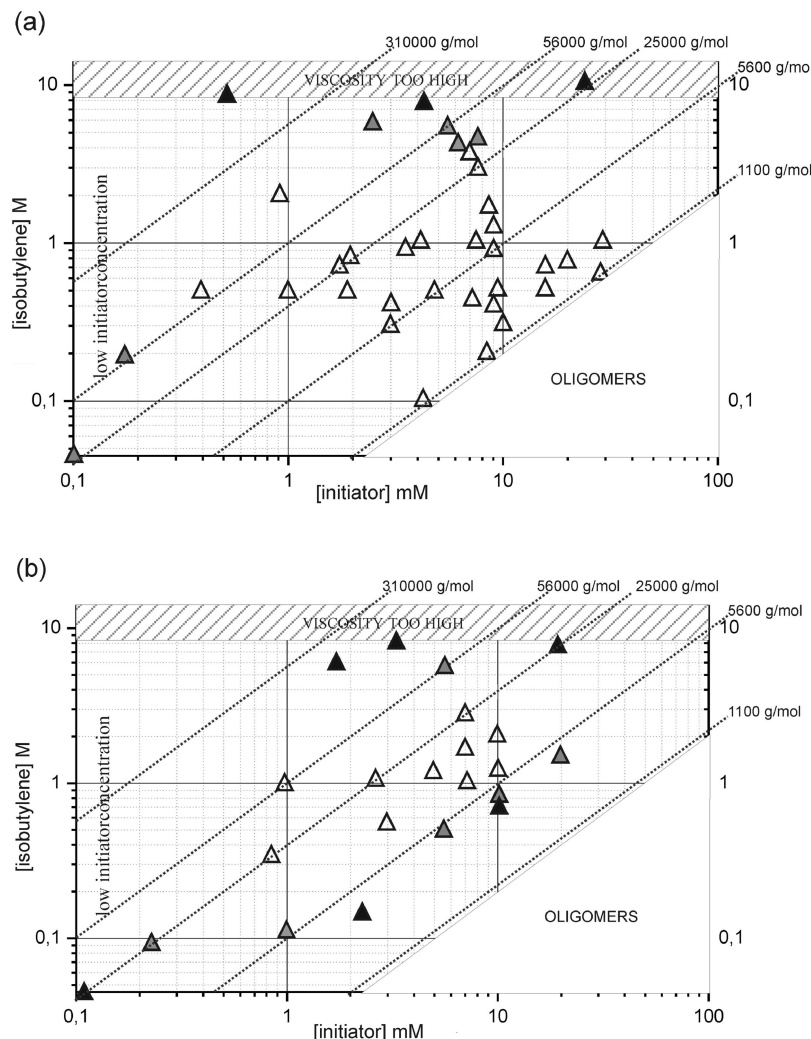 (a)
310000 g/mol
56000 g/mol
25000 g/mol
5600 g/mo
1100 g/mol
VISCOSITY TOO HIGH
10
10
[isobutylene] M
low initiatorconcentration
1
1
0,1
0,1
OLIGOMERS
0,1
1
10
100
[initiator] mM
(b)
310000 g/mol
56000 g/mol
25000 g/mol
5600 g/mol
1100 g/mol
VISCOSITY TOO HIGH
10
10
[isobutylene] M
low initiatorconcentration
1
1
0,1
0,1
OLIGOMERS
0,1
1
10
100
[initiator] mM